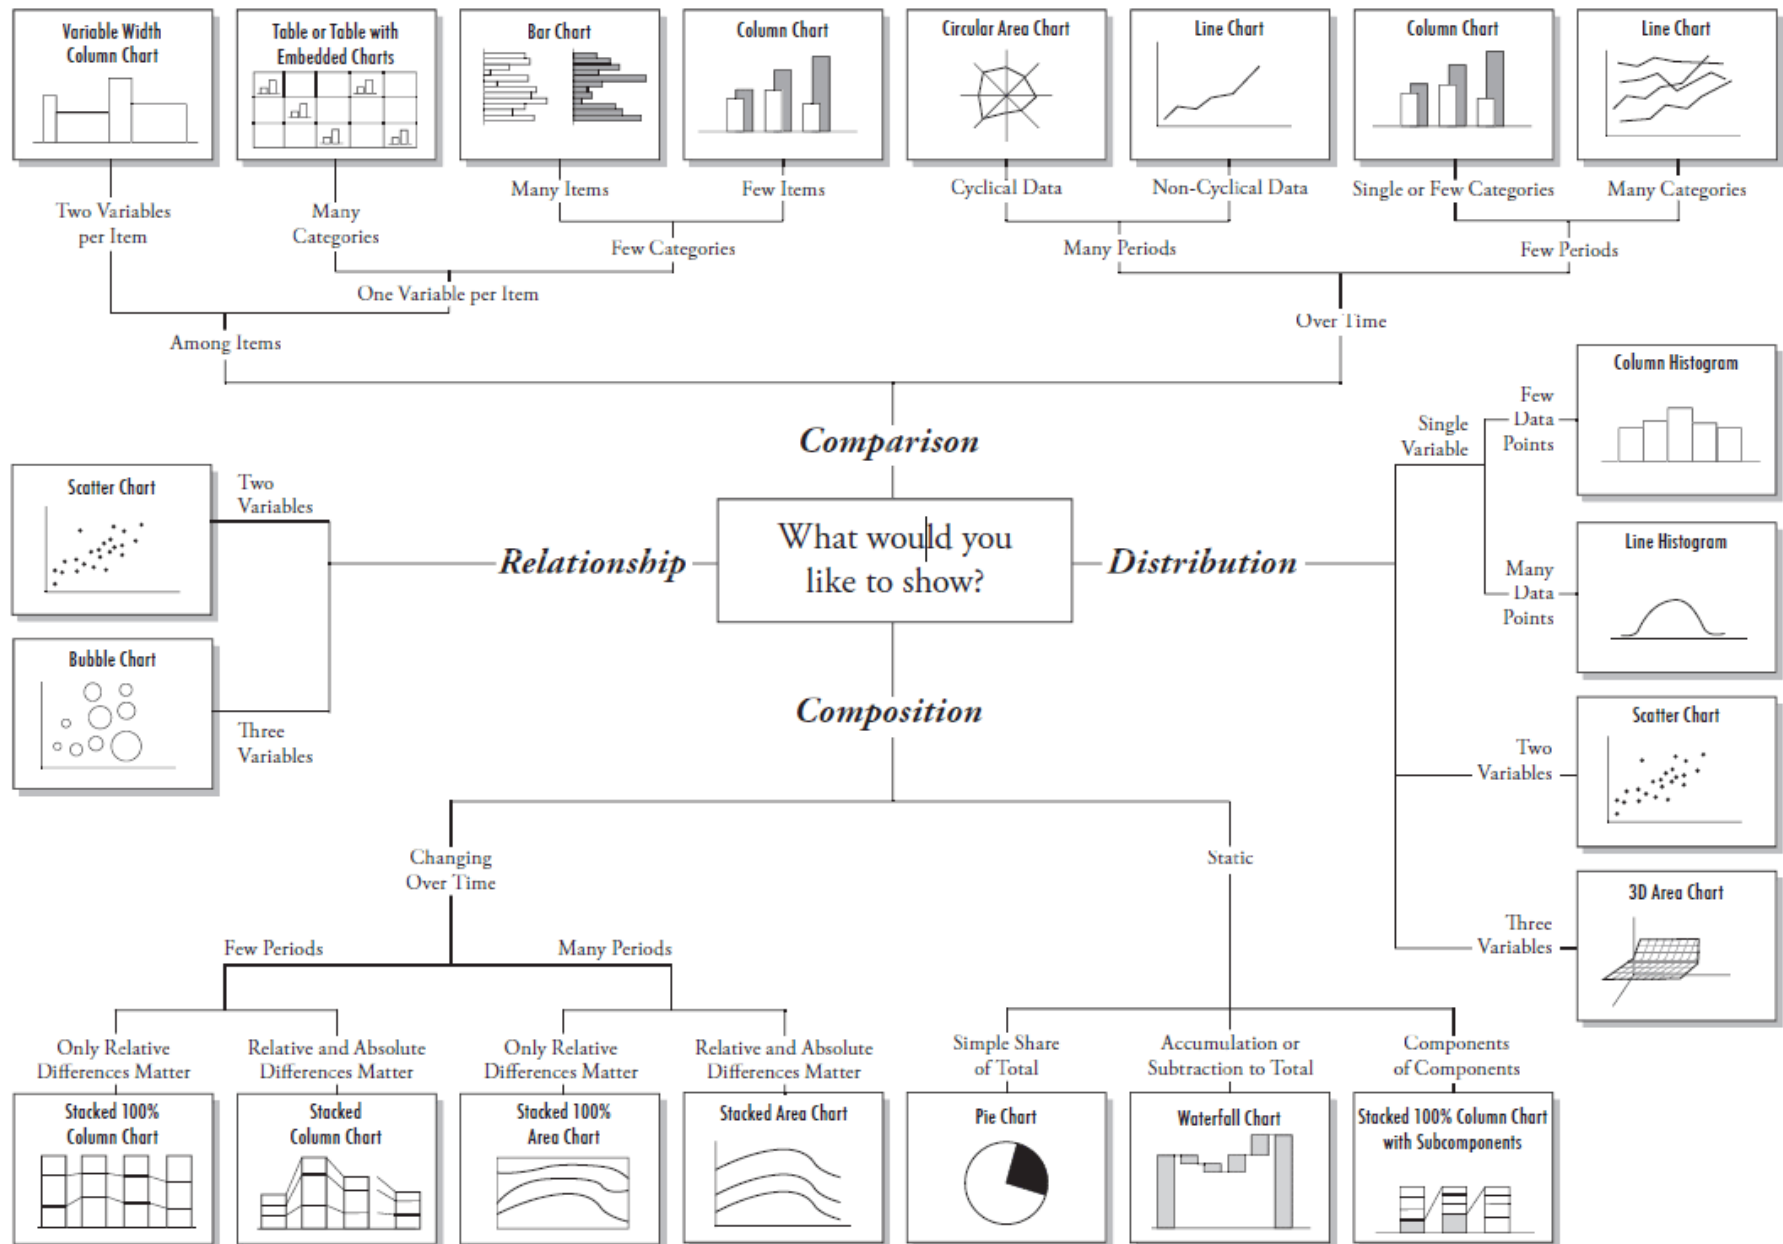 Variable Width
Column Chart
Table or Table with
Embedded Charts
Bar Chart
Column Chart
Circular Area Chart
Line Chart
Column Chart
Line Chart
Two Variables
per Item
Many
Categories
Many Items
Few Items
Cyclical Data
Non-Cyclical Data
Single or Few Categories
Many Categories
Few Categories
Many Periods
Few Periods
One Variable per Item
Among Items
Over Time
Comparison
What would you
like to show?
Relationship
Two
Variables
Scatter Chart
Three
Variables
Bubble Chart
Distribution
Single
Variable
Few
Data
Points
Column Histogram
Many
Data
Points
Line Histogram
Two
Variables
Scatter Chart
Three
Variables
3D Area Chart
Composition
Changing
Over Time
Static
Few Periods
Many Periods
Only Relative
Differences Matter
Relative and Absolute
Differences Matter
Only Relative
Differences Matter
Relative and Absolute
Differences Matter
Simple Share
of Total
Accumulation or
Subtraction to Total
Components
of Components
Stacked 100%
Column Chart
Stacked
Column Chart
Stacked 100%
Area Chart
Stacked Area Chart
Pie Chart
Waterfall Chart
Stacked 100% Column Chart
with Subcomponents